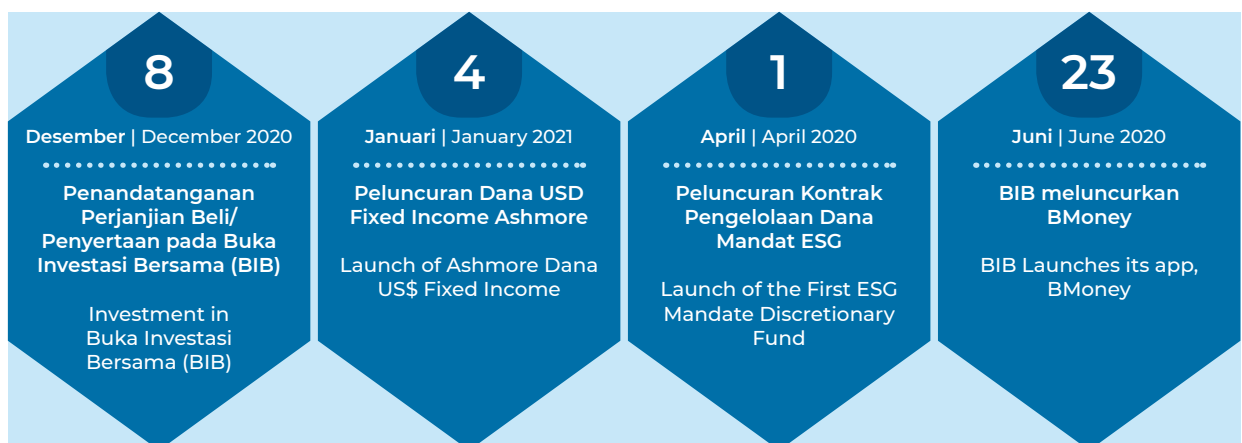 8
Desember | December 2020
Penandatanganan
Perjanjian Beli/
Penyertaan pada Buka
Investasi Bersama (BIB)
Investment in
Buka Investasi
Bersama (BIB)
4
Januari | January 2021
Peluncuran Dana USD
Fixed Income Ashmore
Launch of Ashmore Dana
US$ Fixed Income
1
April | April 2020
Peluncuran Kontrak
Pengelolaan Dana
Mandat ESG
Launch of the First ESG
Mandate Discretionary
Fund
23
Juni | June 2020
BIB meluncurkan
BMoney
BIB Launches its app,
BMoney